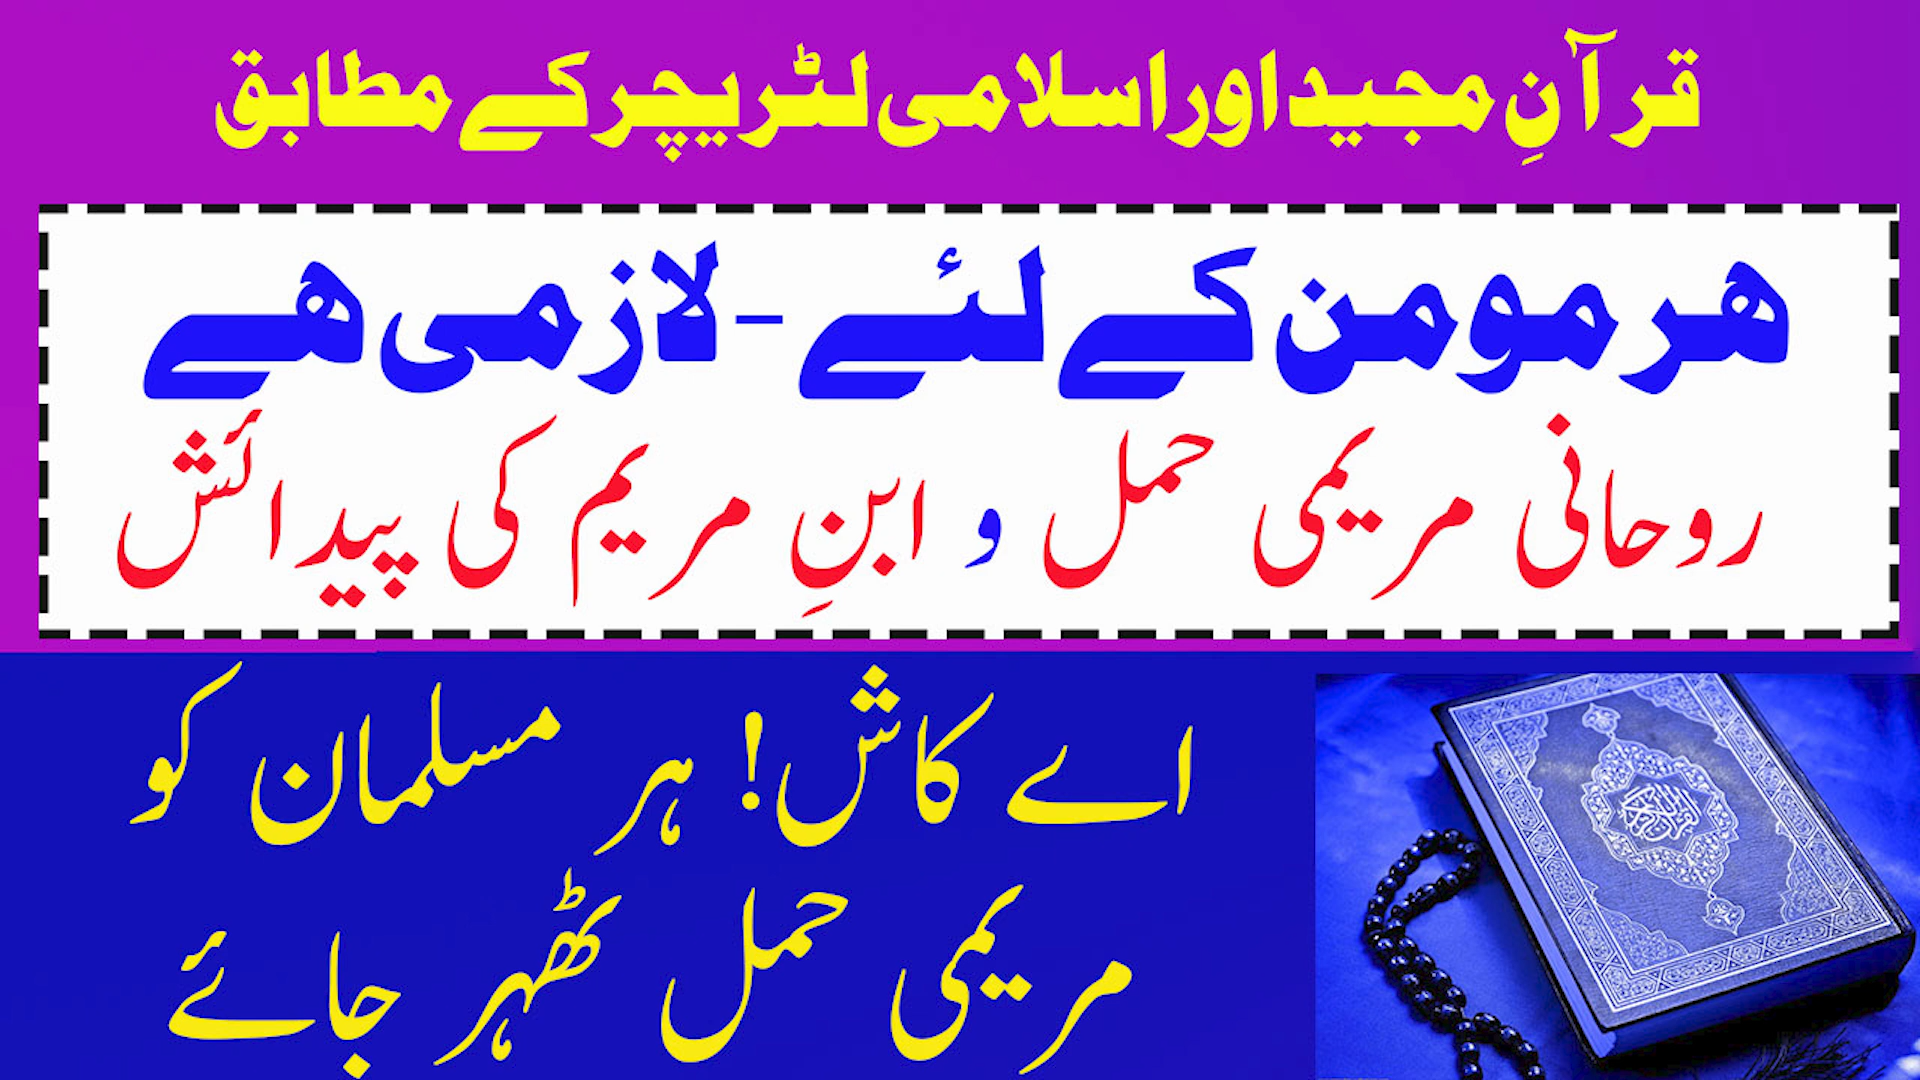 قرآنِ مجید اور اسلامی لٹریچر کے مطابق
ھر مومن کے لئے - لازمی ھے
روحانی مریمی حمل و ابنِ مریم کی پیدائش
اے کاش! ہر مسلمان کو
مریمی حمل ٹھہر جائے